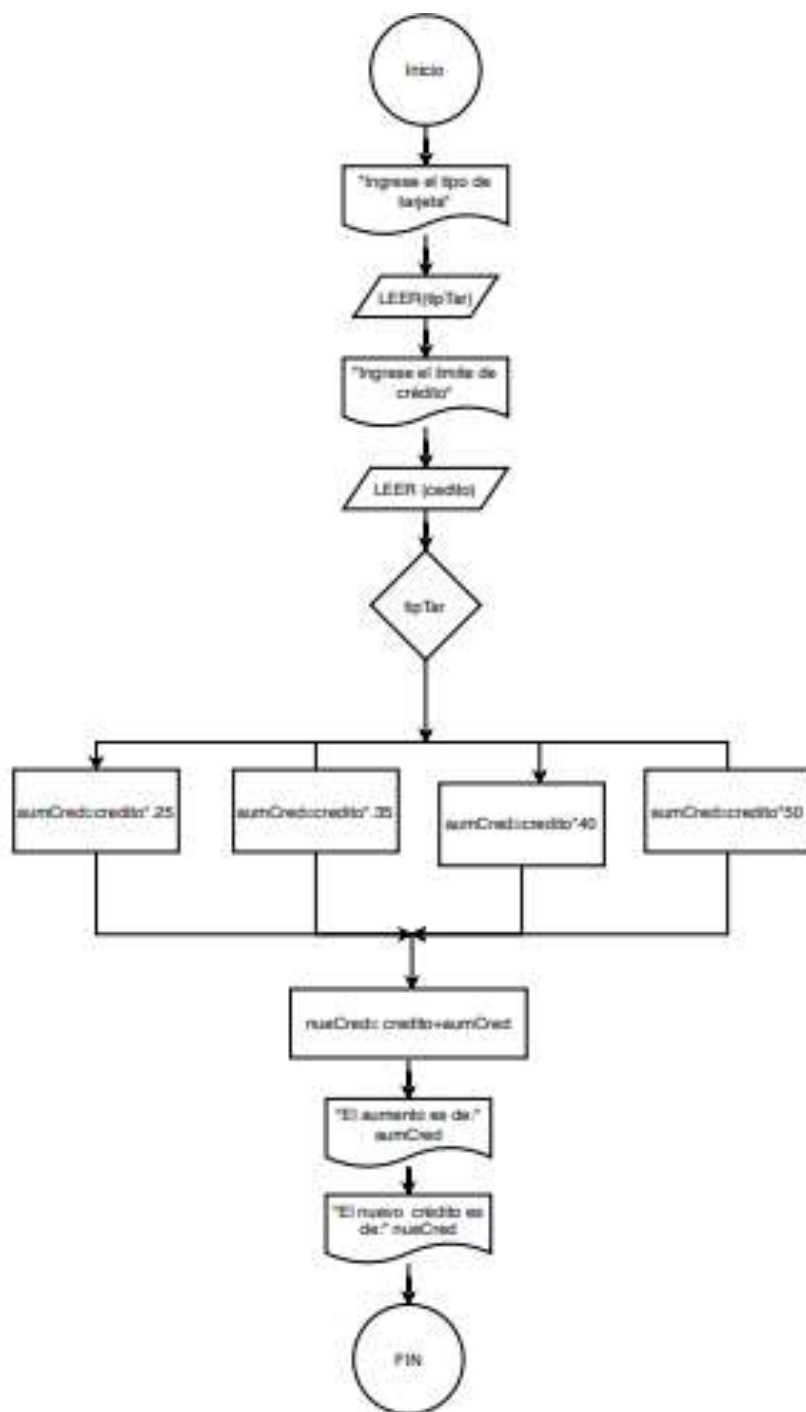 Inicio
"Ingrese el tipo de
tarjeta"
LEER(tipTar)
"Ingrese el limite de
crédito"
LEER (cedito)
tipTar
aumCred=credito*.25
aumCred=credito*.35
aumCred=credito*40
aumCred=credito*50
nueCred= credito+aumCred
"El aumento es de:"
aumCred
"El nuevo crédito es
de:" nueCred
FIN